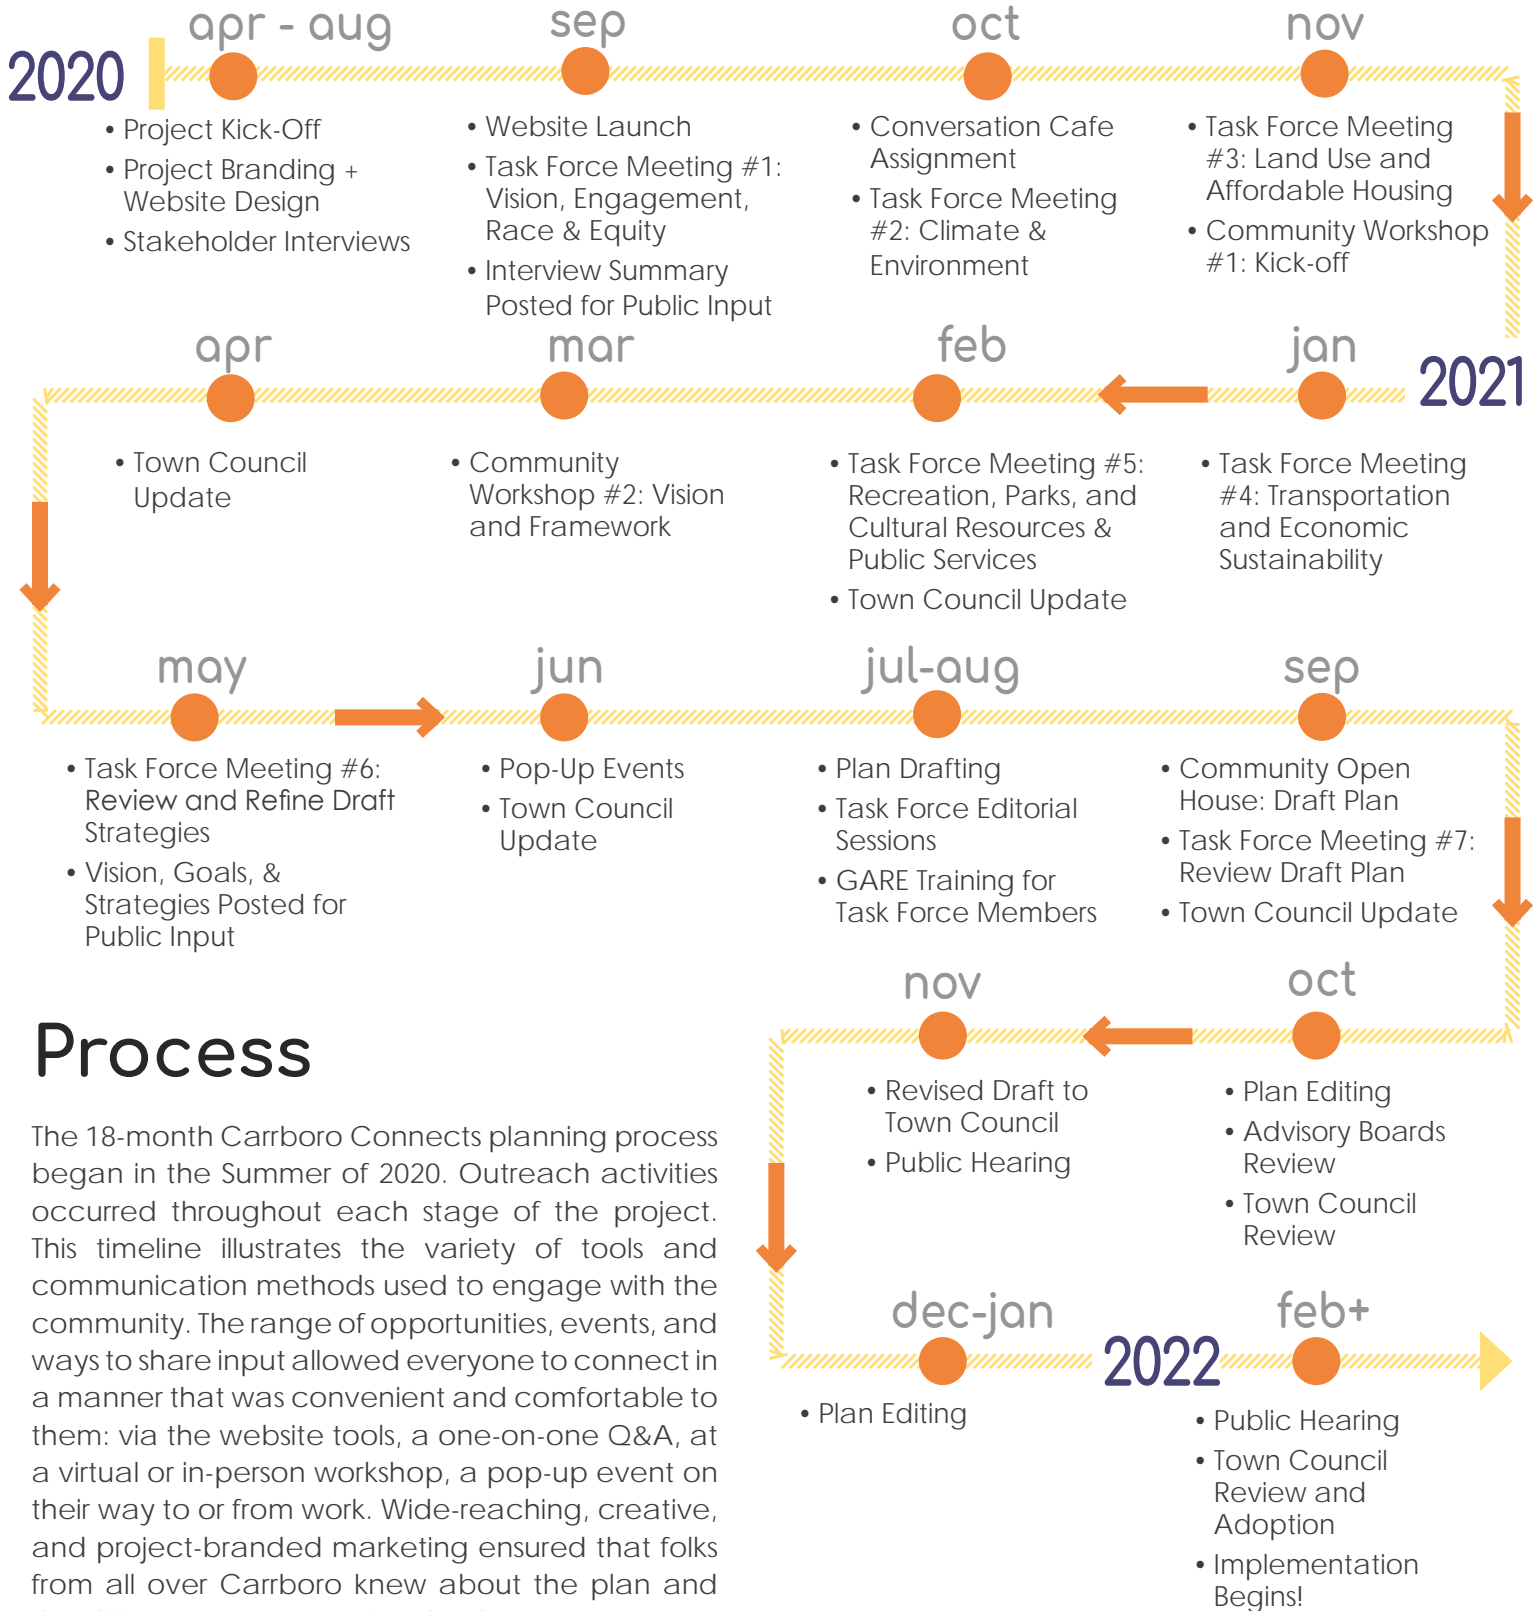 2020
apr - aug
• Project Kick-Off
• Project Branding +
Website Design
• Stakeholder Interviews
sep
• Website Launch
• Task Force Meeting #1:
Vision, Engagement,
Race & Equity
• Interview Summary
Posted for Public Input
oct
• Conversation Cafe
Assignment
• Task Force Meeting
#2: Climate &
Environment
nov
• Task Force Meeting
#3: Land Use and
Affordable Housing
• Community Workshop
#1: Kick-off
2021
jan
• Task Force Meeting
#4: Transportation
and Economic
Sustainability
feb
• Task Force Meeting #5:
Recreation, Parks, and
Cultural Resources &
Public Services
• Town Council Update
mar
• Community
Workshop #2: Vision
and Framework
apr
• Town Council
Update
may
• Task Force Meeting #6:
Review and Refine Draft
Strategies
• Vision, Goals, &
Strategies Posted for
Public Input
jun
• Pop-Up Events
• Town Council
Update
jul-aug
• Plan Drafting
• Task Force Editorial
Sessions
• GARE Training for
Task Force Members
sep
• Community Open
House: Draft Plan
• Task Force Meeting #7:
Review Draft Plan
• Town Council Update
oct
• Plan Editing
• Advisory Boards
Review
• Town Council
Review
nov
• Revised Draft to
Town Council
• Public Hearing
dec-jan
• Plan Editing
2022
feb+
• Public Hearing
• Town Council
Review and
Adoption
• Implementation
Begins!
Process
The 18-month Carrboro Connects planning process
began in the Summer of 2020. Outreach activities
occurred throughout each stage of the project.
This timeline illustrates the variety of tools and
communication methods used to engage with the
community. The range of opportunities, events, and
ways to share input allowed everyone to connect in
a manner that was convenient and comfortable to
them: via the website tools, a one-on-one Q&A, at
a virtual or in-person workshop, a pop-up event on
their way to or from work. Wide-reaching, creative,
and project-branded marketing ensured that folks
from all over Carrboro knew about the plan and